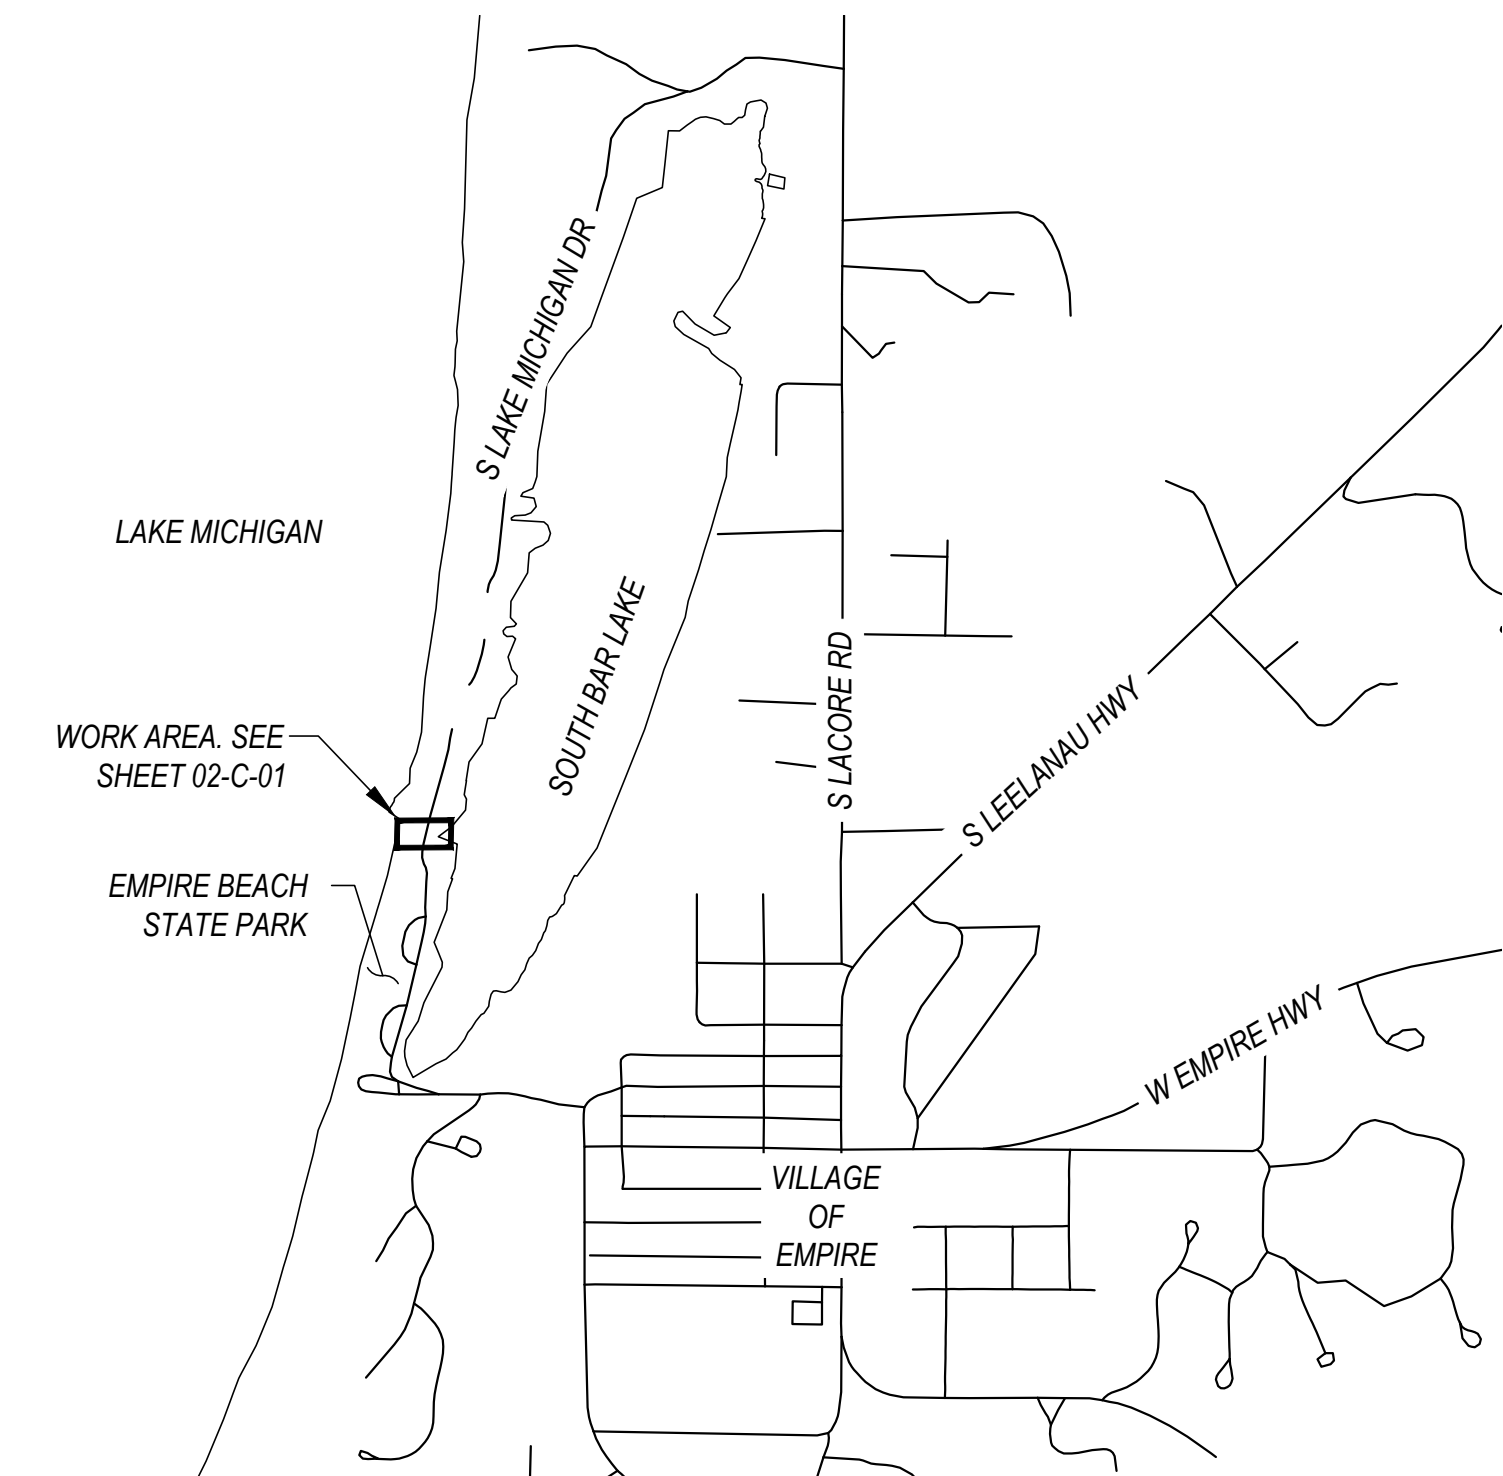 S LAKE MICHIGAN DR
LAKE MICHIGAN
SOUTH BAR LAKE
S LACORE RD
WORK AREA. SEE
SHEET 02-C-01
S LEELANAU HWY
EMPIRE BEACH
STATE PARK
W EMPIRE HWY
VILLAGE
OF
EMPIRE